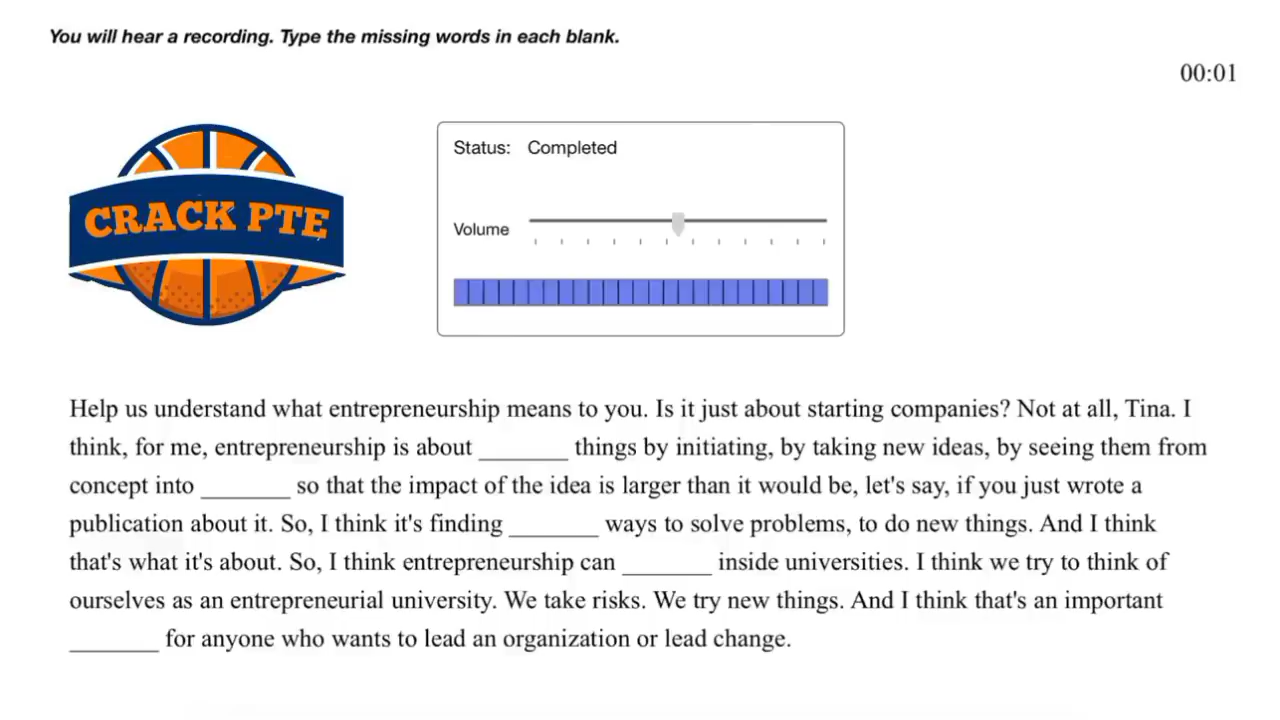 You will hear a recording. Type the missing words in each blank.
00:01
CRACK PTE
Status: Completed
Volume
Help us understand what entrepreneurship means to you. Is it just about starting companies? Not at all, Tina. I
think, for me, entrepreneurship is about _______ things by initiating, by taking new ideas, by seeing them from
concept into _______ so that the impact of the idea is larger than it would be, let's say, if you just wrote a
publication about it. So, I think it's finding _______ ways to solve problems, to do new things. And I think
that's what it's about. So, I think entrepreneurship can _______ inside universities. I think we try to think of
ourselves as an entrepreneurial university. We take risks. We try new things. And I think that's an important
_______ for anyone who wants to lead an organization or lead change.